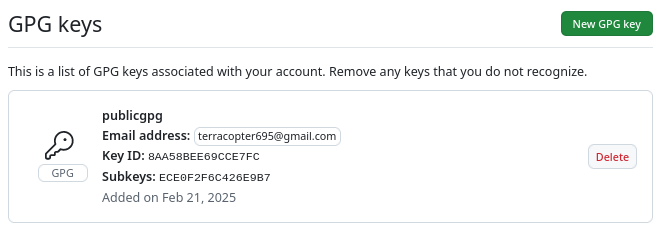 GPG keys
New GPG key
This is a list of GPG keys associated with your account. Remove any keys that you do not recognize.
publicgpg
Email address: terracopter695@gmail.com
Key ID: 8AA58BEE69CCE7FC
GPG
Subkeys: ECE0F2F6C426E9B7
Added on Feb 21, 2025
Delete